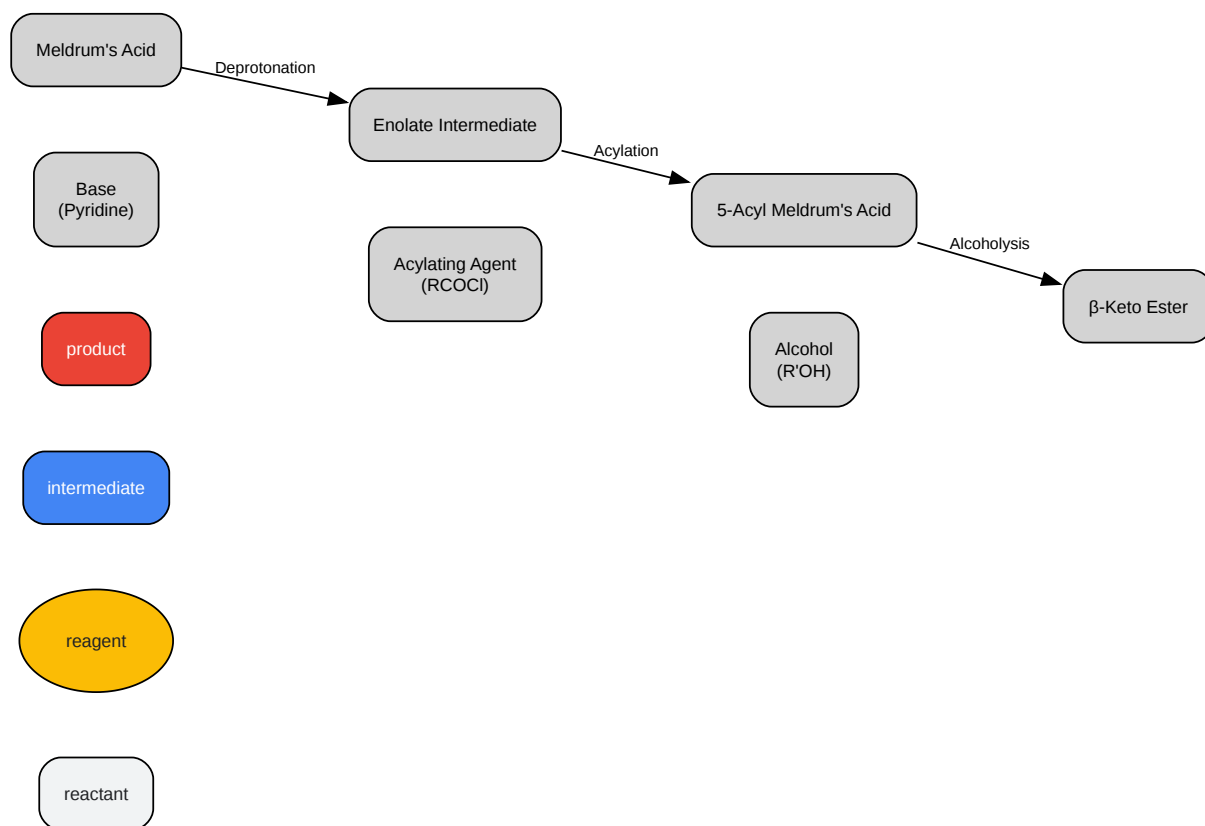 Meldrum's Acid
Deprotonation
Enolate Intermediate
Acylation
5-Acyl Meldrum's Acid
Alcoholysis
β-Keto Ester
Base
(Pyridine)
Acylating Agent
(RCOCl)
Alcohol
(R'OH)
product
intermediate
reagent
reactant